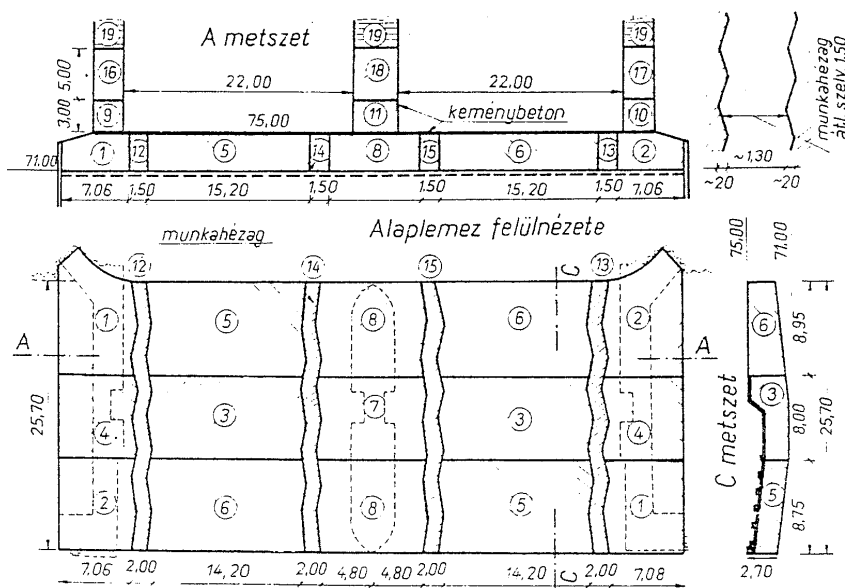 19 A metszet 19 19
16 18 17
5,00 22,00 22,00
9 11 10
3,00 75,00 keménybeton
munkahézag
átl. szelv. 1,50
1 12 5 14 8 15 6 13 2
71.00
7.06 1.50 15,20 1,50 1.50 15,20 1.50 7.06
~1,30
~20 ~20
munkahézag Alaplemez felülnézete
75,00 71.00
12 14 15 C 13
1 5 8 6 2
6 8,95
A A
3 7 3
4 4
3 8,00
25,70 25,70
C metszet
2 6 8 5 1
5 8.75
C
7.06 2,00 14,20 2.00 4,80 4,80 2.00 14,20 2,00 7,08
2,70